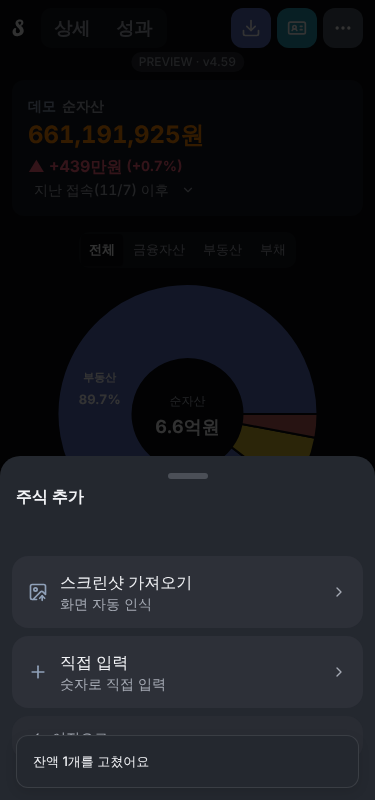 상세 성과
PREVIEW · v4.59
데모 순자산
661,191,925원
▲ +439만원 (+0.7%)
지난 접속(11/7) 이후
전체 금융자산 부동산 부채
부동산
89.7%
순자산
6.6억원
주식 추가
스크린샷 가져오기
화면 자동 인식
직접 입력
숫자로 직접 입력
잔액 1개를 고쳤어요